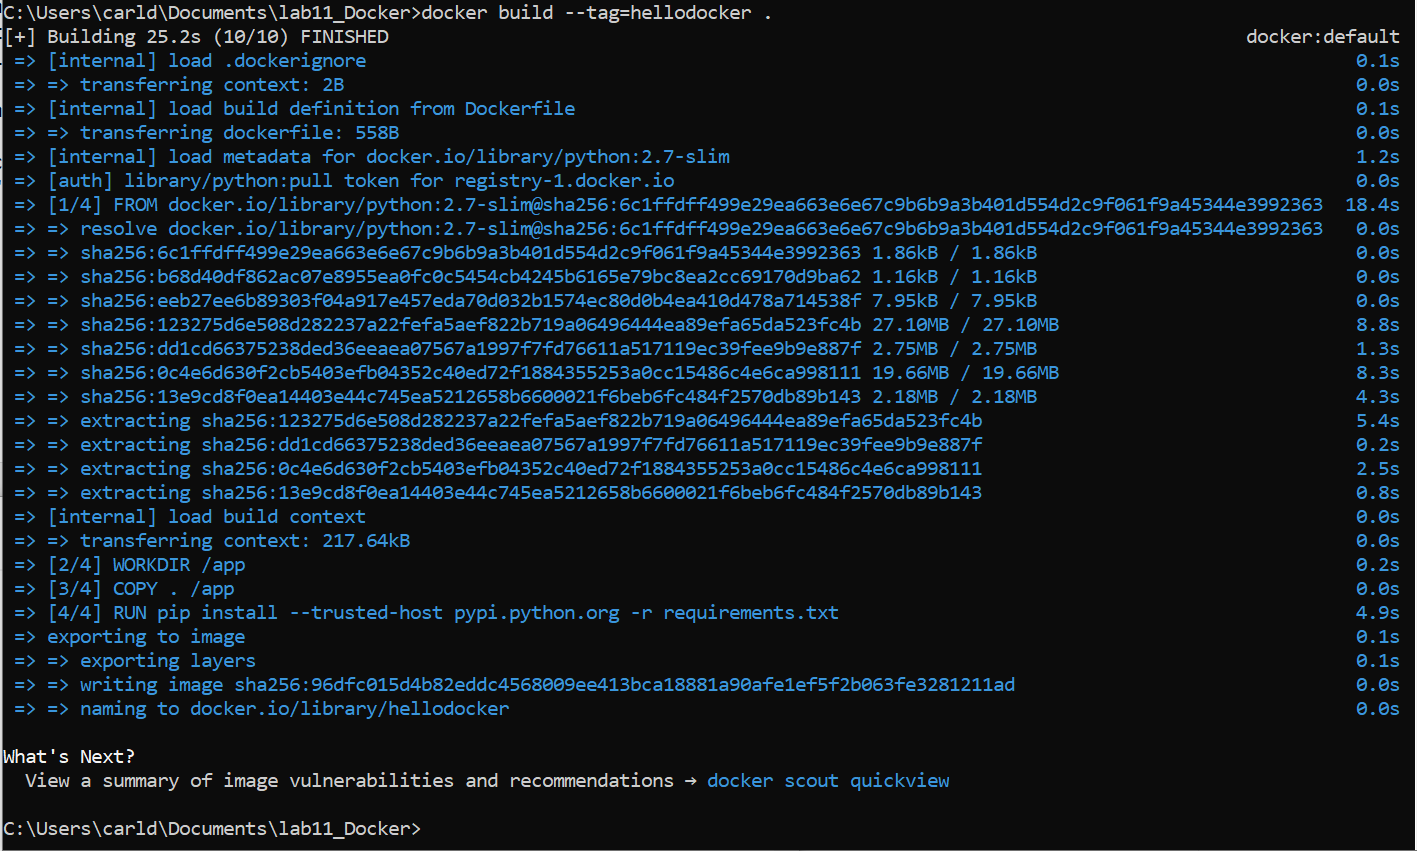 C:\Users\carld\Documents\lab11_Docker>docker build --tag=hellodocker .
[+] Building 25.2s (10/10) FINISHED docker:default
=> [internal] load .dockerignore 0.1s
=> => transferring context: 2B 0.0s
=> [internal] load build definition from Dockerfile 0.1s
=> => transferring dockerfile: 558B 0.0s
=> [internal] load metadata for docker.io/library/python:2.7-slim 1.2s
=> [auth] library/python:pull token for registry-1.docker.io 0.0s
=> [1/4] FROM docker.io/library/python:2.7-slim@sha256:6c1ffdff499e29ea663e6e67c9b6b9a3b401d554d2c9f061f9a45344e3992363 18.4s
=> => resolve docker.io/library/python:2.7-slim@sha256:6c1ffdff499e29ea663e6e67c9b6b9a3b401d554d2c9f061f9a45344e3992363 0.0s
=> => sha256:6c1ffdff499e29ea663e6e67c9b6b9a3b401d554d2c9f061f9a45344e3992363 1.86kB / 1.86kB 0.0s
=> => sha256:b68d40df862ac07e8955ea0fc0c5454cb4245b6165e79bc8ea2cc69170d9ba62 1.16kB / 1.16kB 0.0s
=> => sha256:eeb27ee6b89303f04a917e457eda70d032b1574ec80d0b4ea410d478a714538f 7.95kB / 7.95kB 0.0s
=> => sha256:123275d6e508d282237a22fefa5aef822b719a06496444ea89efa65da523fc4b 27.10MB / 27.10MB 8.8s
=> => sha256:dd1cd66375238ded36eeaea07567a1997f7fd76611a517119ec39fee9b9e887f 2.75MB / 2.75MB 1.3s
=> => sha256:0c4e6d630f2cb5403efb04352c40ed72f1884355253a0cc15486c4e6ca998111 19.66MB / 19.66MB 8.3s
=> => sha256:13e9cd8f0ea14403e44c745ea5212658b6600021f6beb6fc484f2570db89b143 2.18MB / 2.18MB 4.3s
=> => extracting sha256:123275d6e508d282237a22fefa5aef822b719a06496444ea89efa65da523fc4b 5.4s
=> => extracting sha256:dd1cd66375238ded36eeaea07567a1997f7fd76611a517119ec39fee9b9e887f 0.2s
=> => extracting sha256:0c4e6d630f2cb5403efb04352c40ed72f1884355253a0cc15486c4e6ca998111 2.5s
=> => extracting sha256:13e9cd8f0ea14403e44c745ea5212658b6600021f6beb6fc484f2570db89b143 0.8s
=> [internal] load build context 0.0s
=> => transferring context: 217.64kB 0.0s
=> [2/4] WORKDIR /app 0.2s
=> [3/4] COPY . /app 0.0s
=> [4/4] RUN pip install --trusted-host pypi.python.org -r requirements.txt 4.9s
=> exporting to image 0.1s
=> => exporting layers 0.1s
=> => writing image sha256:96dfc015d4b82eddc4568009ee413bca18881a90afe1ef5f2b063fe3281211ad 0.0s
=> => naming to docker.io/library/hellodocker 0.0s
What's Next?
View a summary of image vulnerabilities and recommendations → docker scout quickview
C:\Users\carld\Documents\lab11_Docker>